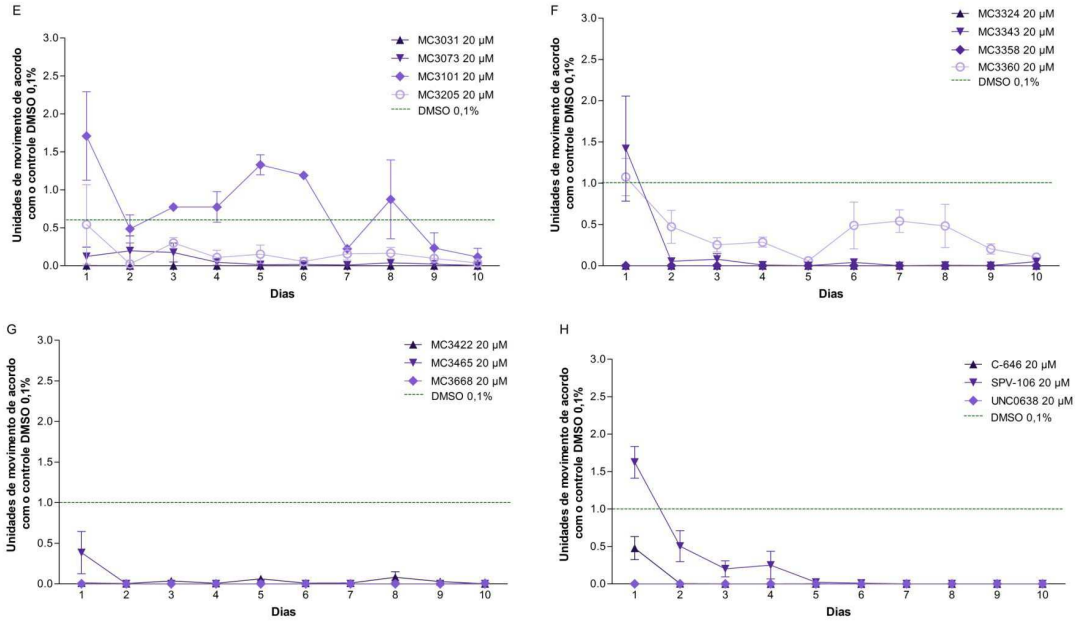 E
Unidades de movimento de acordo
com o controle DMSO 0,1%
3.0
2.5
2.0
1.5
1.0
0.5
0.0
1 2 3 4 5 6 7 8 9 10
Dias
MC3031 20 µM
MC3073 20 µM
MC3101 20 µM
MC3205 20 µM
DMSO 0,1%
F
Unidades de movimento de acordo
com o controle DMSO 0,1%
3.0
2.5
2.0
1.5
1.0
0.5
0.0
1 2 3 4 5 6 7 8 9 10
Dias
MC3324 20 µM
MC3343 20 µM
MC3358 20 µM
MC3360 20 µM
DMSO 0,1%
G
Unidades de movimento de acordo
com o controle DMSO 0,1%
3.0
2.5
2.0
1.5
1.0
0.5
0.0
1 2 3 4 5 6 7 8 9 10
Dias
MC3422 20 µM
MC3465 20 µM
MC3668 20 µM
DMSO 0,1%
H
Unidades de movimento de acordo
com o controle DMSO 0,1%
3.0
2.5
2.0
1.5
1.0
0.5
0.0
1 2 3 4 5 6 7 8 9 10
Dias
C-646 20 µM
SPV-106 20 µM
UNC0638 20 µM
DMSO 0,1%